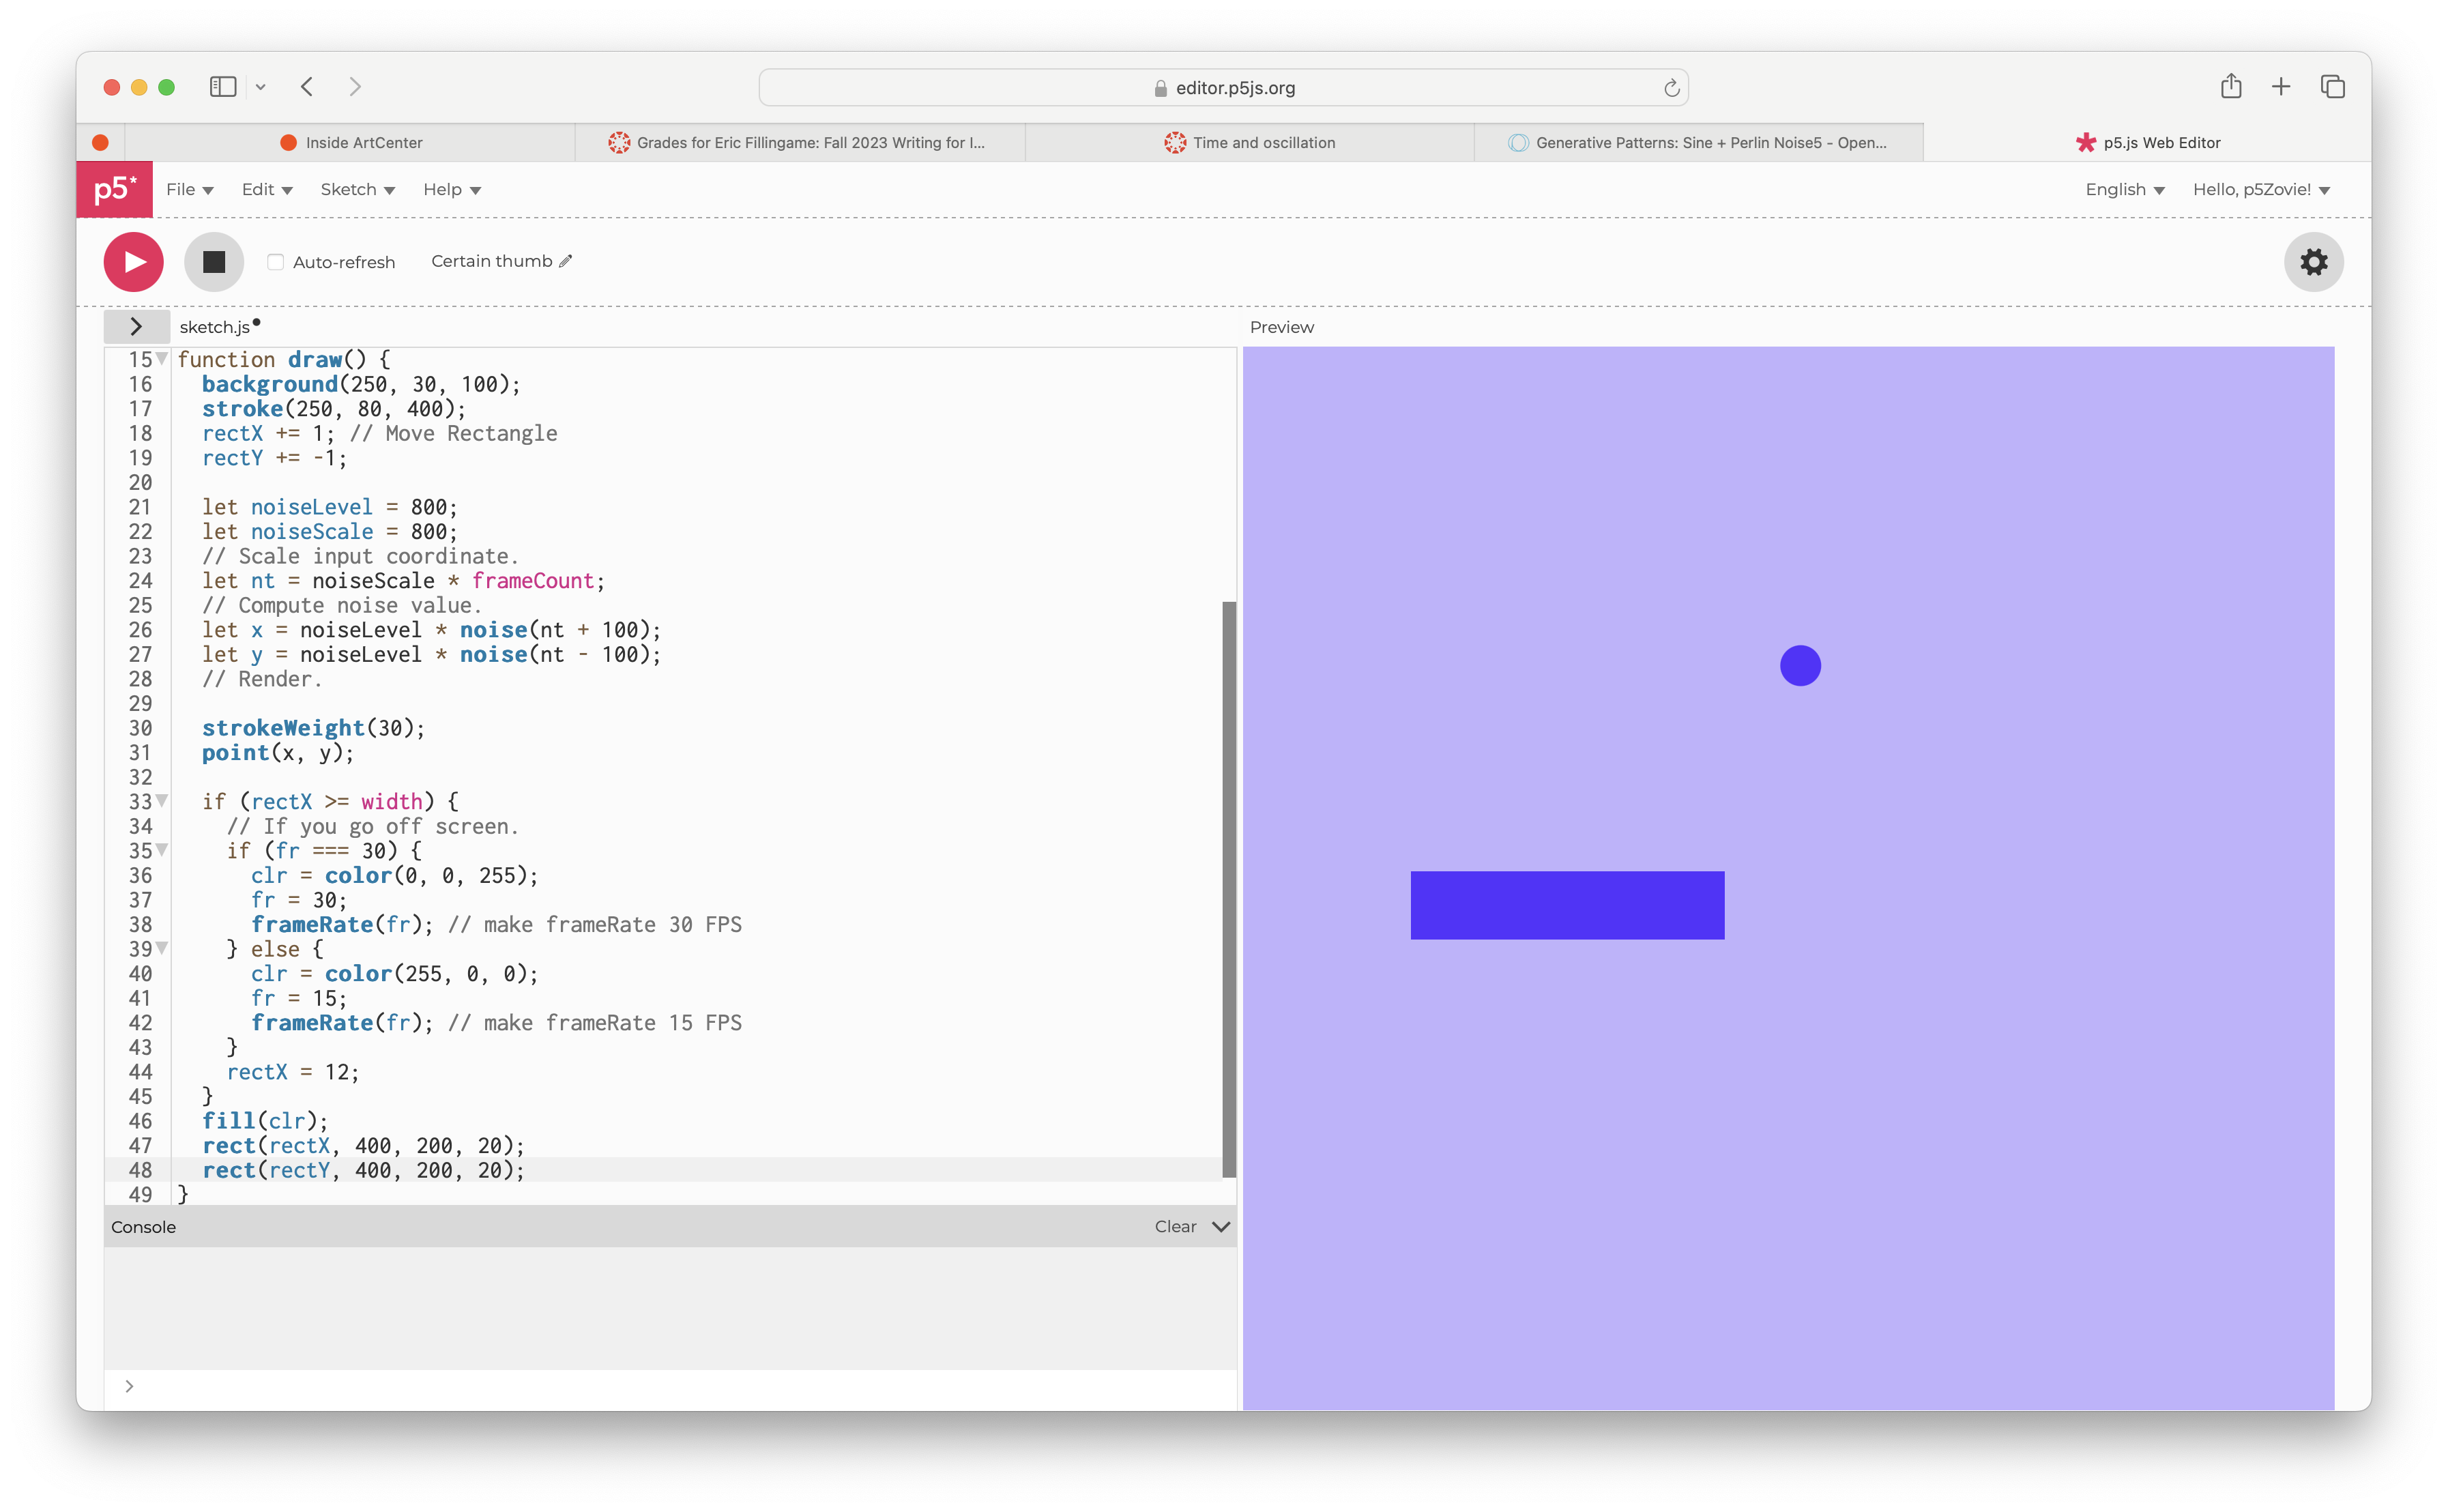 editor.p5js.org
Inside ArtCenter
Grades for Eric Fillingame: Fall 2023 Writing for I...
Time and oscillation
Generative Patterns: Sine + Perlin Noise5 - Open...
p5.js Web Editor
p5*
File
Edit
Sketch
Help
English
Hello, p5Zovie!
Auto-refresh
Certain thumb
sketch.js
Preview
15 function draw() {
16   background(250, 30, 100);
17   stroke(250, 80, 400);
18   rectX += 1; // Move Rectangle
19   rectY += -1;
20
21   let noiseLevel = 800;
22   let noiseScale = 800;
23   // Scale input coordinate.
24   let nt = noiseScale * frameCount;
25   // Compute noise value.
26   let x = noiseLevel * noise(nt + 100);
27   let y = noiseLevel * noise(nt - 100);
28   // Render.
29
30   strokeWeight(30);
31   point(x, y);
32
33   if (rectX >= width) {
34     // If you go off screen.
35     if (fr === 30) {
36       clr = color(0, 0, 255);
37       fr = 30;
38       frameRate(fr); // make frameRate 30 FPS
39     } else {
40       clr = color(255, 0, 0);
41       fr = 15;
42       frameRate(fr); // make frameRate 15 FPS
43     }
44     rectX = 12;
45   }
46   fill(clr);
47   rect(rectX, 400, 200, 20);
48   rect(rectY, 400, 200, 20);
49 }
Console
Clear
>